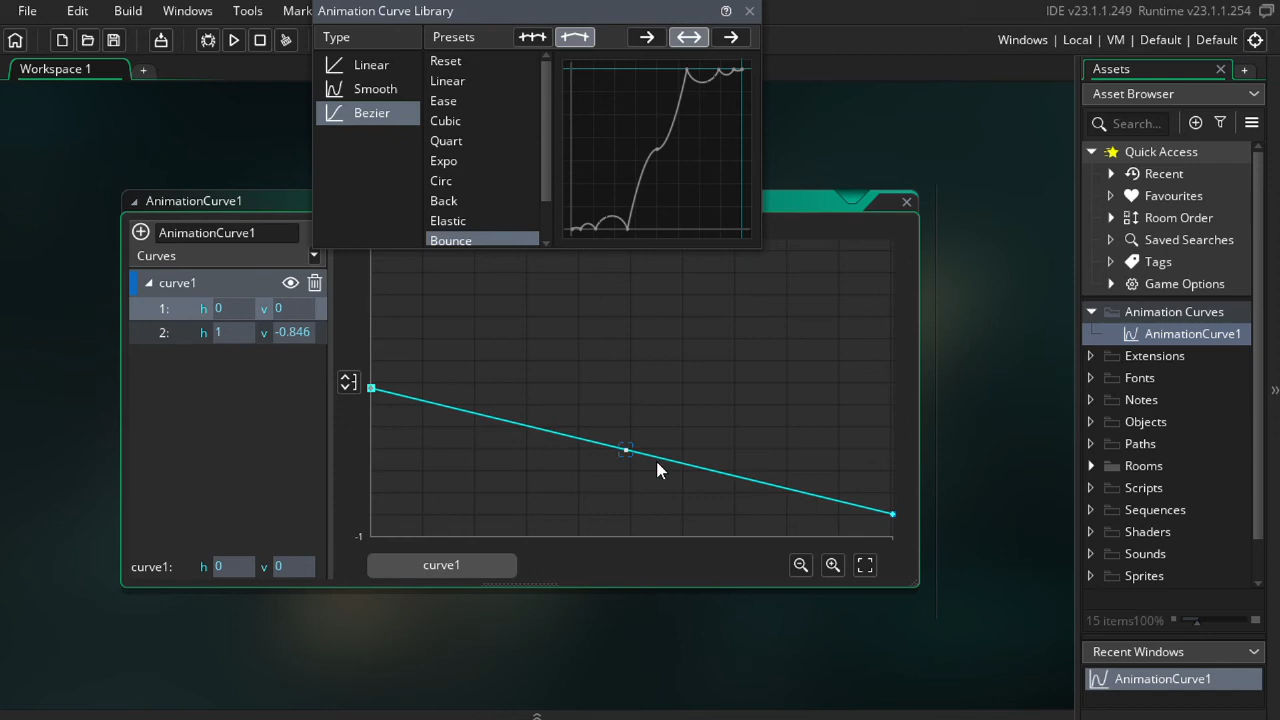 File Edit Build Windows Tools Mark
IDE v23.1.1.249 Runtime v23.1.1.254
Windows | Local | VM | Default | Default
Workspace 1
Animation Curve Library
Type
Presets
Linear
Smooth
Bezier
Reset
Linear
Ease
Cubic
Quart
Expo
Circ
Back
Elastic
Bounce
AnimationCurve1
AnimationCurve1
Curves
curve1
1: h 0 v 0
2: h 1 v -0.846
-1
curve1: h 0 v 0
curve1
Assets
Asset Browser
Search...
Quick Access
Recent
Favourites
Room Order
Saved Searches
Tags
Game Options
Animation Curves
AnimationCurve1
Extensions
Fonts
Notes
Objects
Paths
Rooms
Scripts
Sequences
Shaders
Sounds
Sprites
15 items 100%
Recent Windows
AnimationCurve1